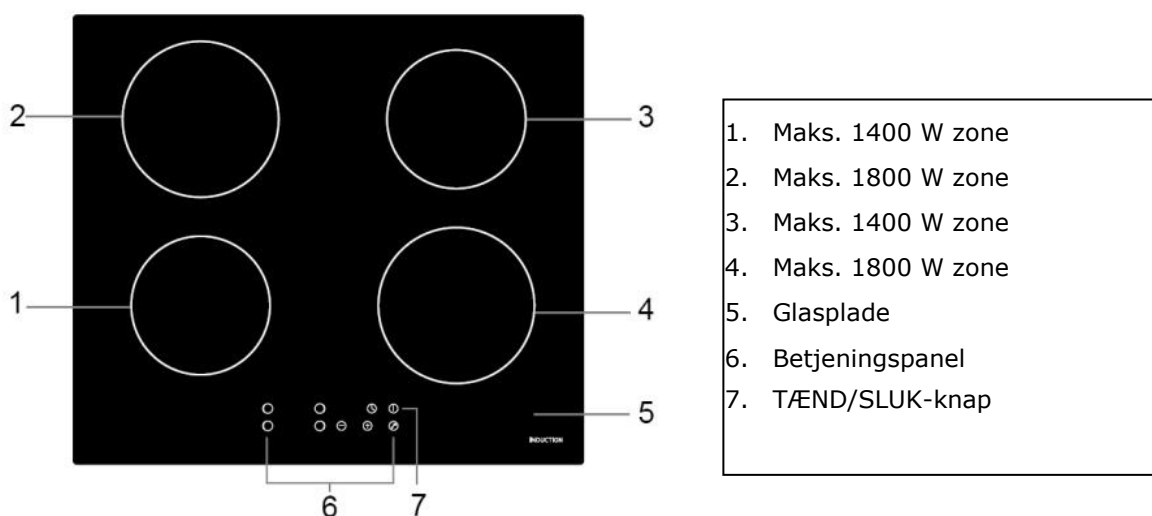 2
3
1
4
5
INDUCTION
6
7
1. Maks. 1400 W zone
2. Maks. 1800 W zone
3. Maks. 1400 W zone
4. Maks. 1800 W zone
5. Glasplade
6. Betjeningspanel
7. TÆND/SLUK-knap